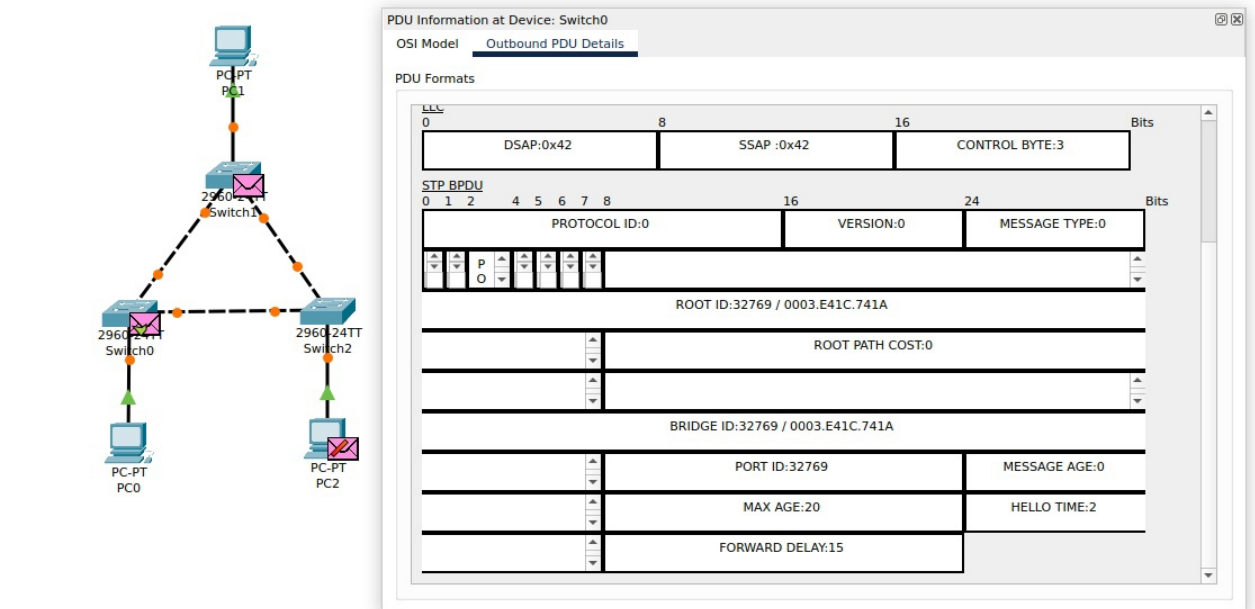 PDU Information at Device: Switch0
OSI Model Outbound PDU Details
PDU Formats
LLC
0 8 16 Bits
DSAP:0x42 SSAP :0x42 CONTROL BYTE:3
STP BPDU
0 1 2 4 5 6 7 8 16 24 Bits
PROTOCOL ID:0 VERSION:0 MESSAGE TYPE:0
P
O
ROOT ID:32769 / 0003.E41C.741A
ROOT PATH COST:0
BRIDGE ID:32769 / 0003.E41C.741A
PORT ID:32769 MESSAGE AGE:0
MAX AGE:20 HELLO TIME:2
FORWARD DELAY:15
PC-PT
PC1
Switch1
2960-24TT
Switch0
2960-24TT
Switch2
PC-PT
PC0
PC-PT
PC2